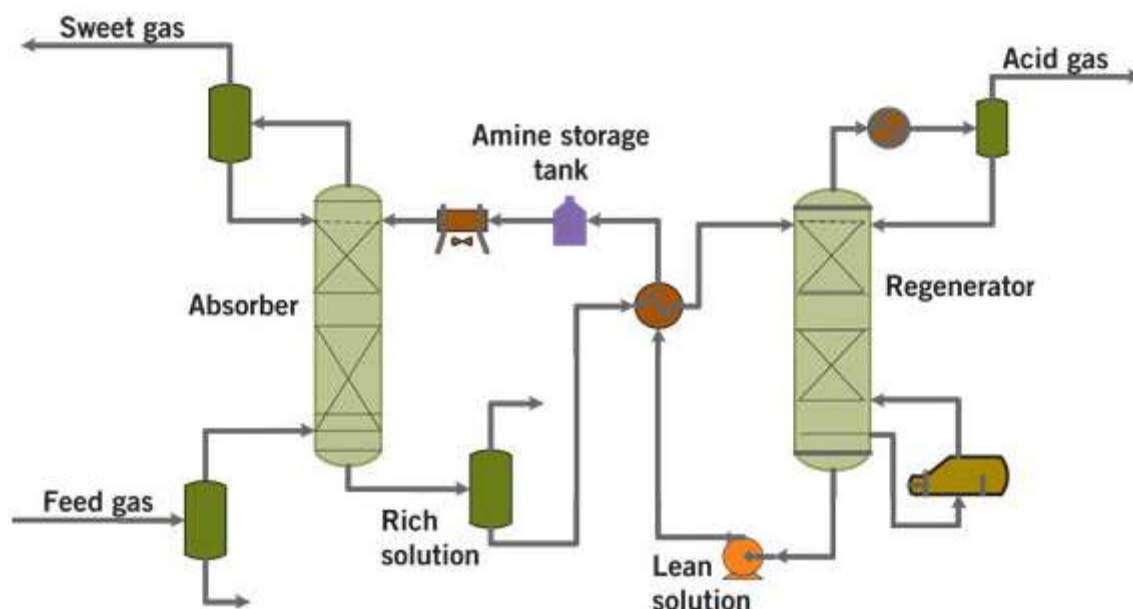 Sweet gas
Acid gas
Amine storage
tank
Absorber
Regenerator
Feed gas
Rich
solution
Lean
solution